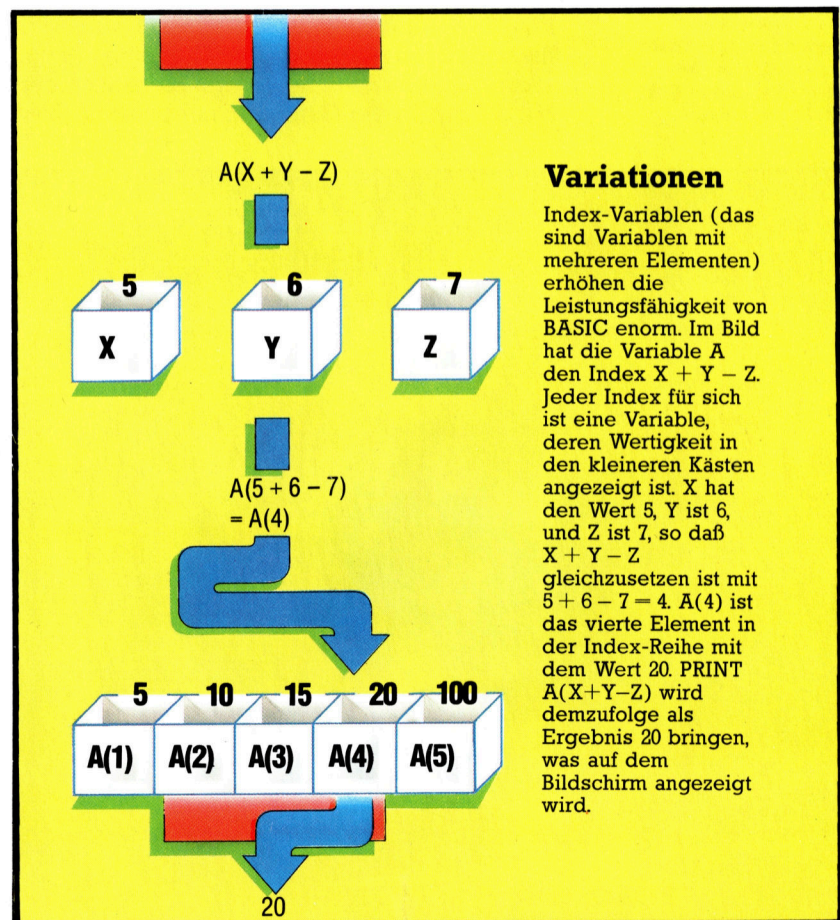 A(X + Y – Z)
5
6
7
X
Y
Z
A(5 + 6 – 7)
= A(4)
5
10
15
20
100
A(1)
A(2)
A(3)
A(4)
A(5)
20
Variationen
Index-Variablen (das
sind Variablen mit
mehreren Elementen)
erhöhen die
Leistungsfähigkeit von
BASIC enorm. Im Bild
hat die Variable A
den Index X + Y – Z.
Jeder Index für sich
ist eine Variable,
deren Wertigkeit in
den kleineren Kästen
angezeigt ist. X hat
den Wert 5, Y ist 6,
und Z ist 7, so daß
X + Y – Z
gleichzusetzen ist mit
5 + 6 – 7 = 4. A(4) ist
das vierte Element in
der Index-Reihe mit
dem Wert 20. PRINT
A(X+Y–Z) wird
demzufolge als
Ergebnis 20 bringen,
was auf dem
Bildschirm angezeigt
wird.